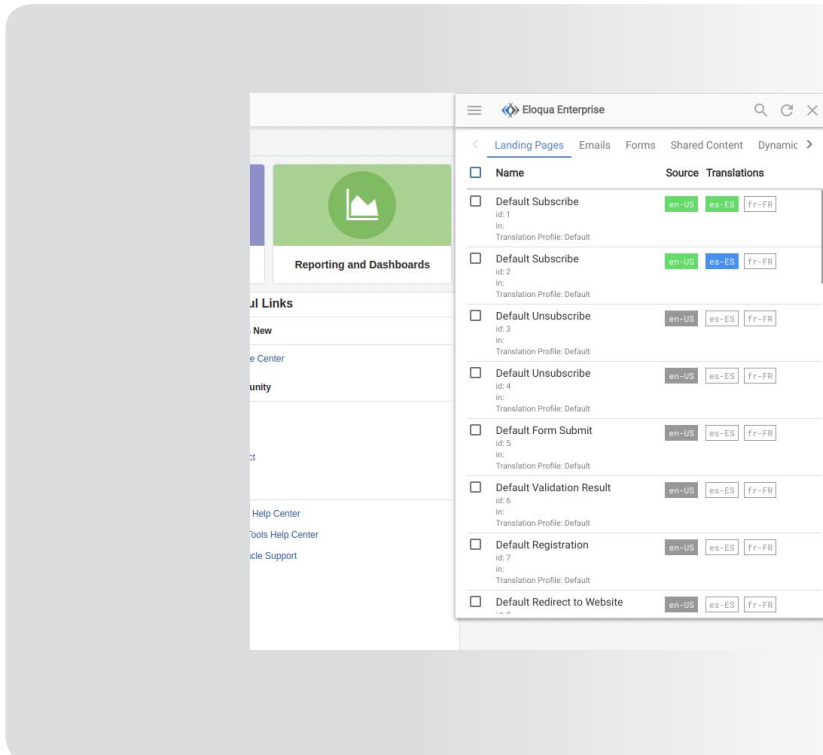 Eloqua Enterprise
Landing Pages Emails Forms Shared Content Dynamic
Name Source Translations
Default Subscribe en-US es-ES fr-FR
id: 1
in:
Translation Profile: Default
Default Subscribe en-US es-ES fr-FR
id: 2
in:
Translation Profile: Default
Default Unsubscribe en-US es-ES fr-FR
id: 3
in:
Translation Profile: Default
Default Unsubscribe en-US es-ES fr-FR
id: 4
in:
Translation Profile: Default
Default Form Submit en-US es-ES fr-FR
id: 5
in:
Translation Profile: Default
Default Validation Result en-US es-ES fr-FR
id: 6
in:
Translation Profile: Default
Default Registration en-US es-ES fr-FR
id: 7
in:
Translation Profile: Default
Default Redirect to Website en-US es-ES fr-FR
Reporting and Dashboards
ul Links
New
e Center
unity
ct
Help Center
Tools Help Center
acle Support